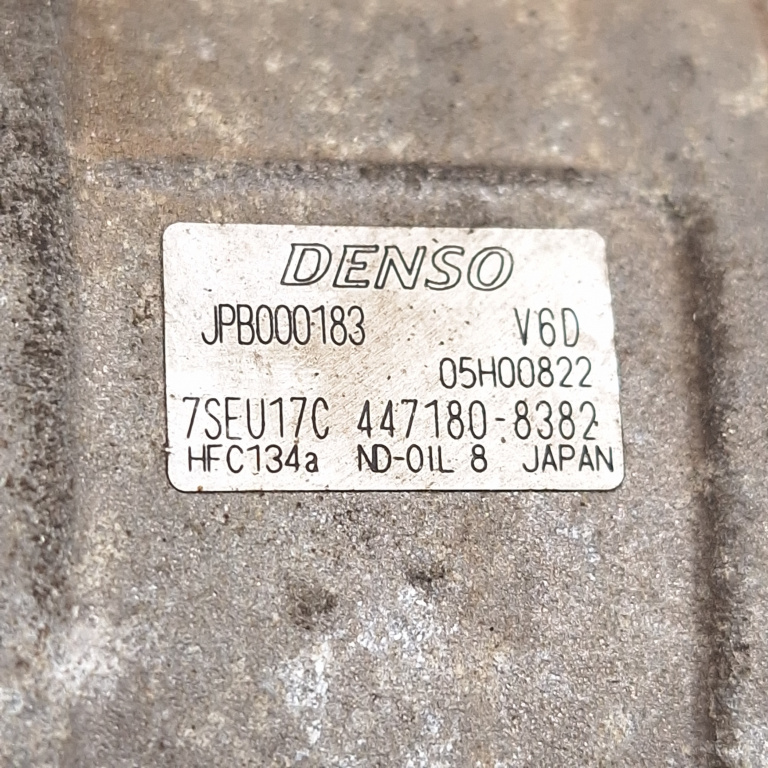 DENSO
JPB000183 V6D
05H00822
7SEU17C 447180-8382
HFC134a ND-OIL 8 JAPAN